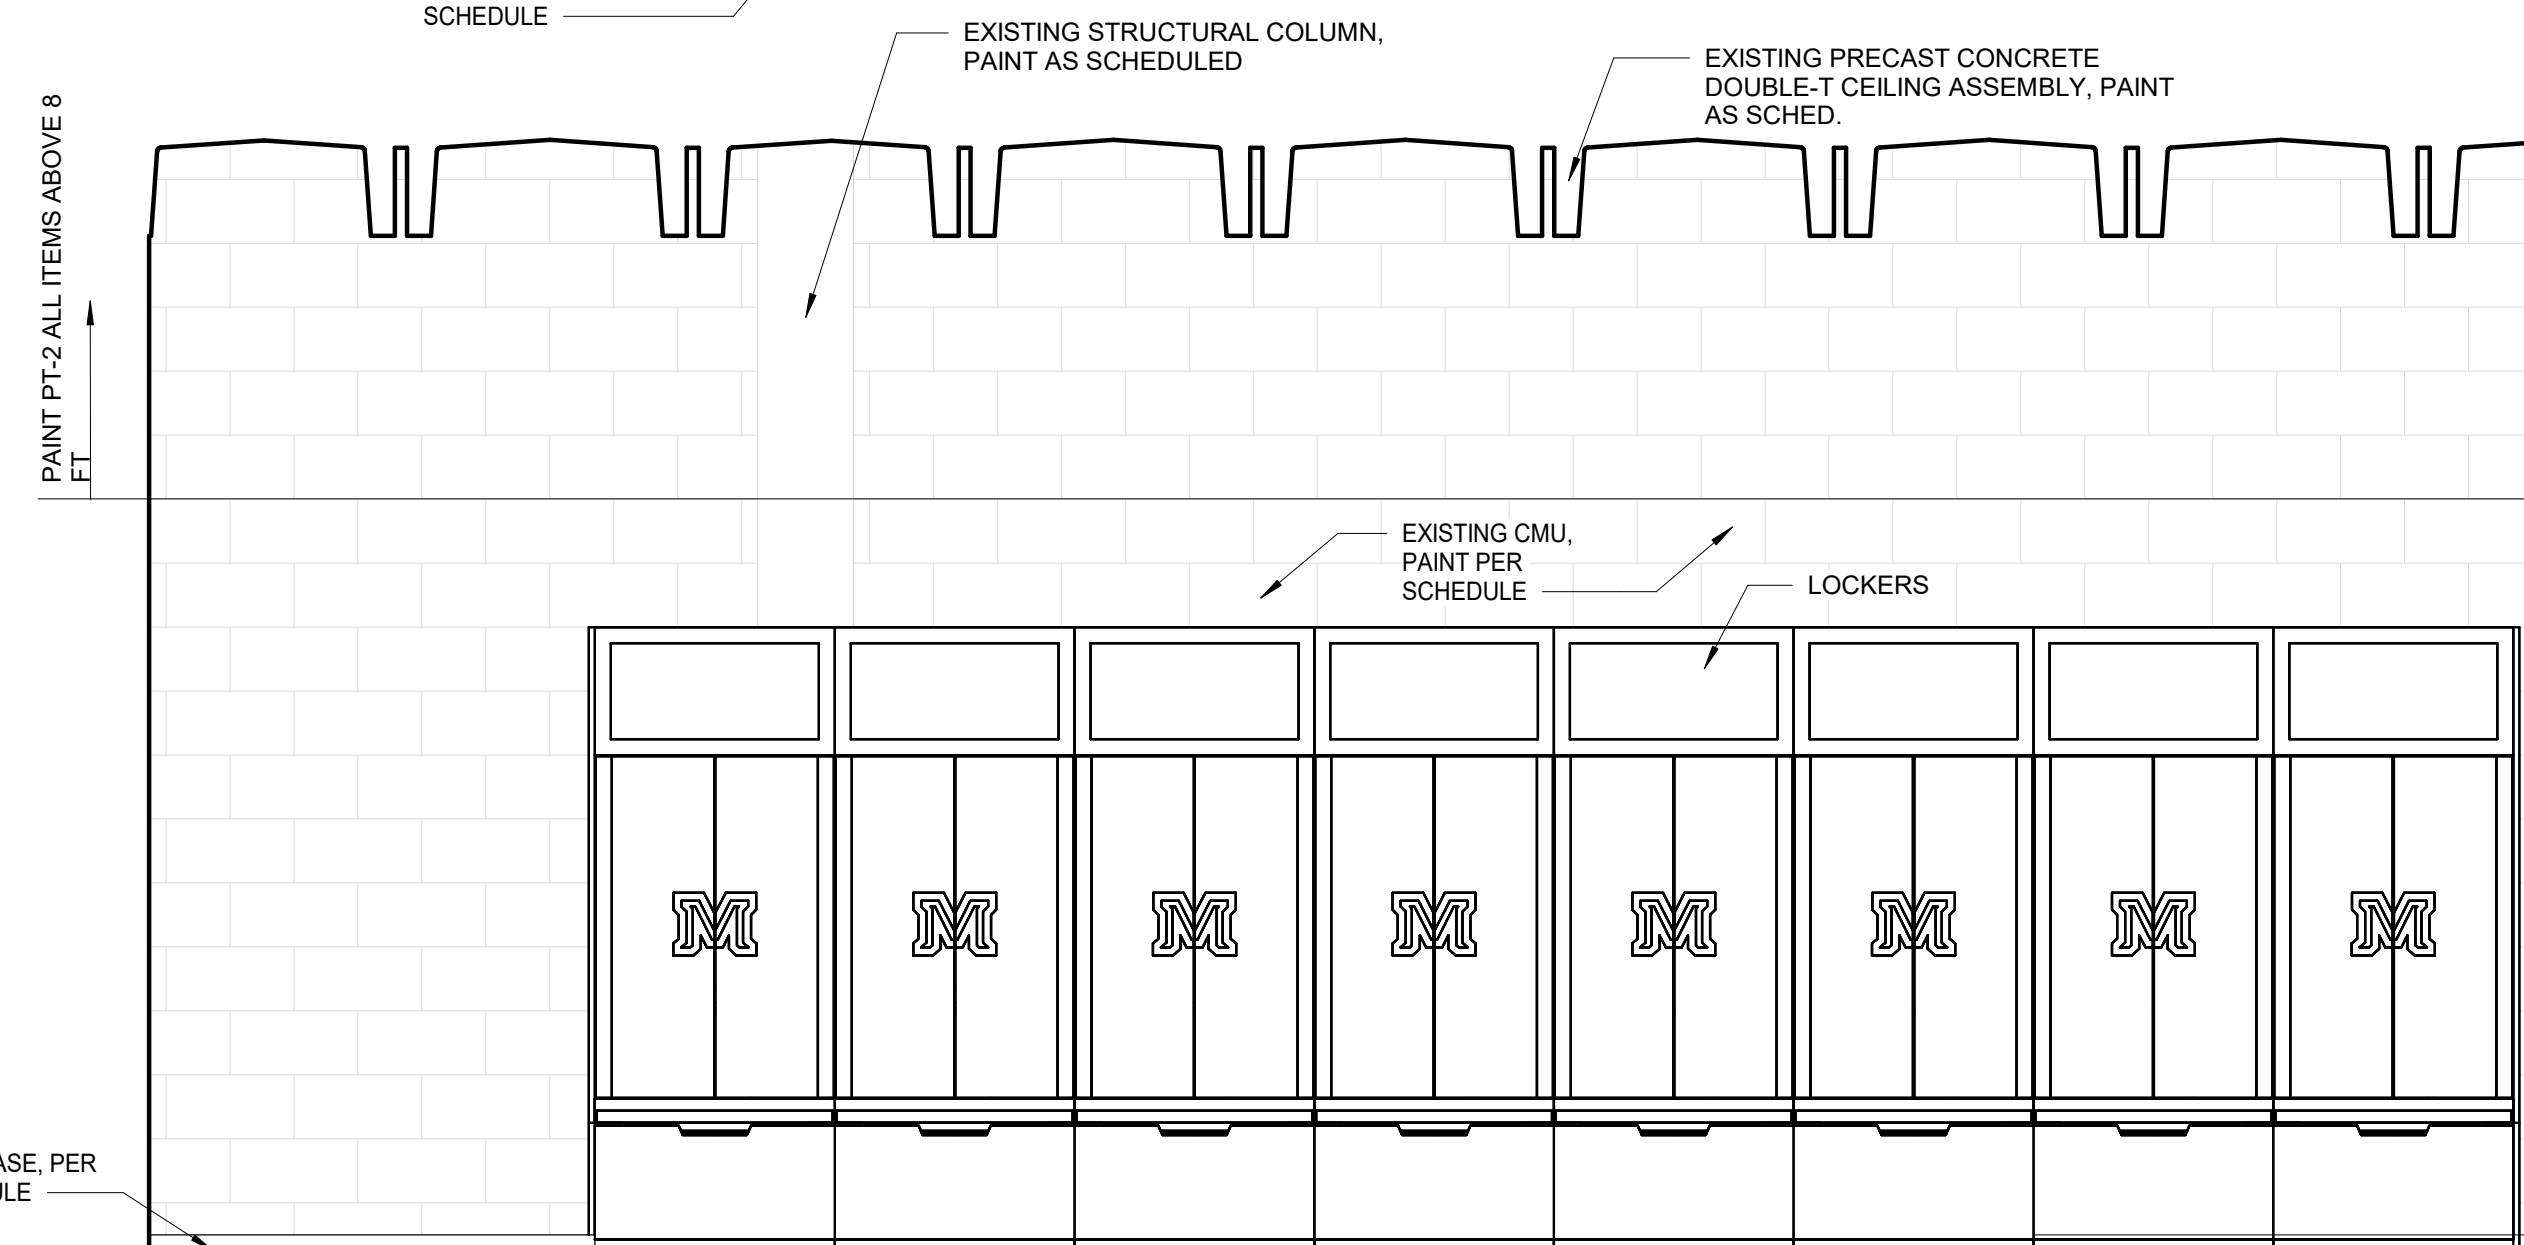 SCHEDULE
EXISTING STRUCTURAL COLUMN,
PAINT AS SCHEDULED
EXISTING PRECAST CONCRETE
DOUBLE-T CEILING ASSEMBLY, PAINT
AS SCHED.
PAINT PT-2 ALL ITEMS ABOVE 8
FT
EXISTING CMU,
PAINT PER
SCHEDULE
LOCKERS
M M M M M M M M
ASE, PER
ULE